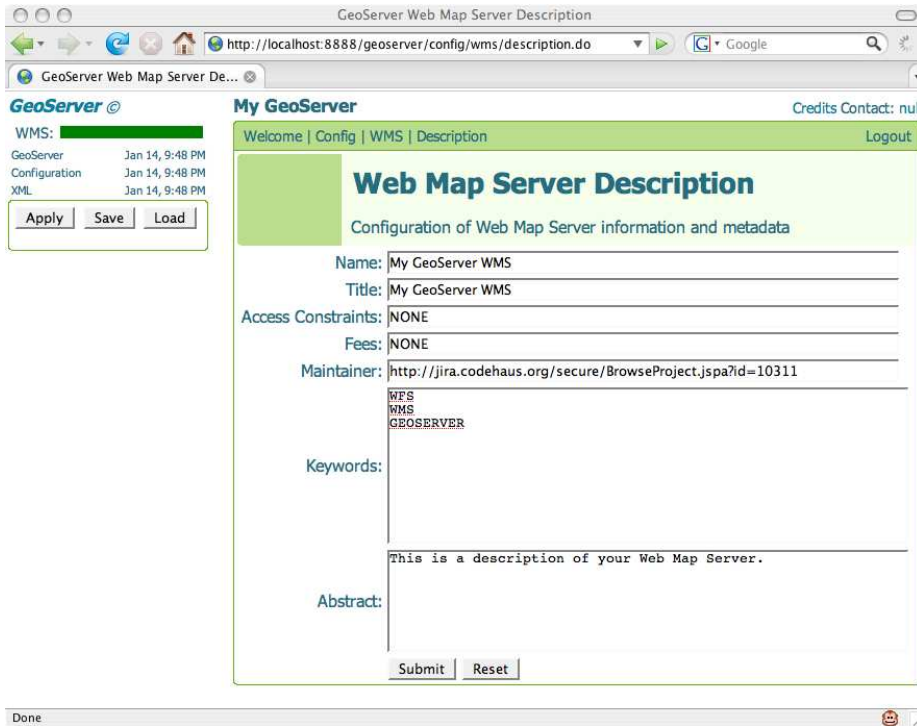 GeoServer Web Map Server Description
http://localhost:8888/geoserver/config/wms/description.do
G Google
GeoServer Web Map Server De...
GeoServer ©
WMS:
GeoServer Jan 14, 9:48 PM
Configuration Jan 14, 9:48 PM
XML Jan 14, 9:48 PM
Apply Save Load
My GeoServer
Credits Contact: nul
Welcome | Config | WMS | Description
Logout
Web Map Server Description
Configuration of Web Map Server information and metadata
Name: My GeoServer WMS
Title: My GeoServer WMS
Access Constraints: NONE
Fees: NONE
Maintainer: http://jira.codehaus.org/secure/BrowseProject.jspa?id=10311
Keywords:
WFS
WMS
GEOSERVER
Abstract:
This is a description of your Web Map Server.
Submit Reset
Done